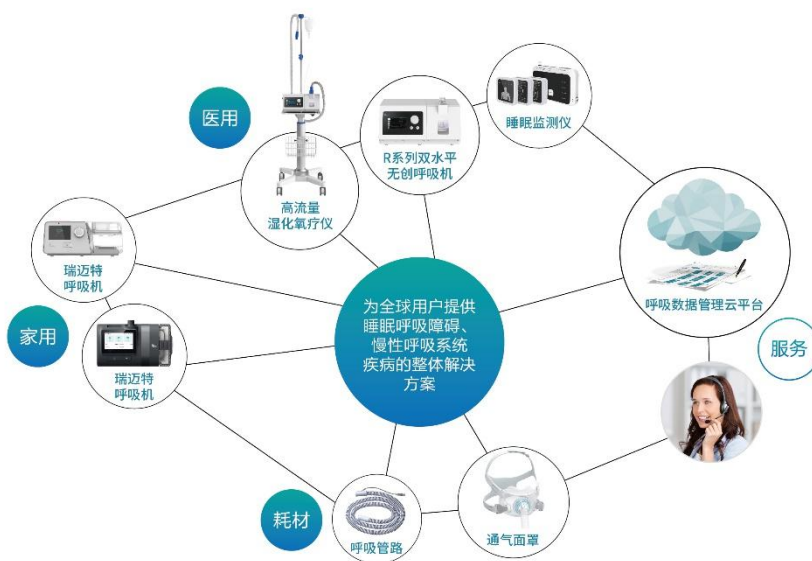 医用
睡眠监测仪
R系列双水平
无创呼吸机
高流量
湿化氧疗仪
瑞迈特
呼吸机
呼吸数据管理云平台
为全球用户提供
睡眠呼吸障碍、
慢性呼吸系统
疾病的整体解决
方案
家用
瑞迈特
呼吸机
服务
耗材
呼吸管路
通气面罩